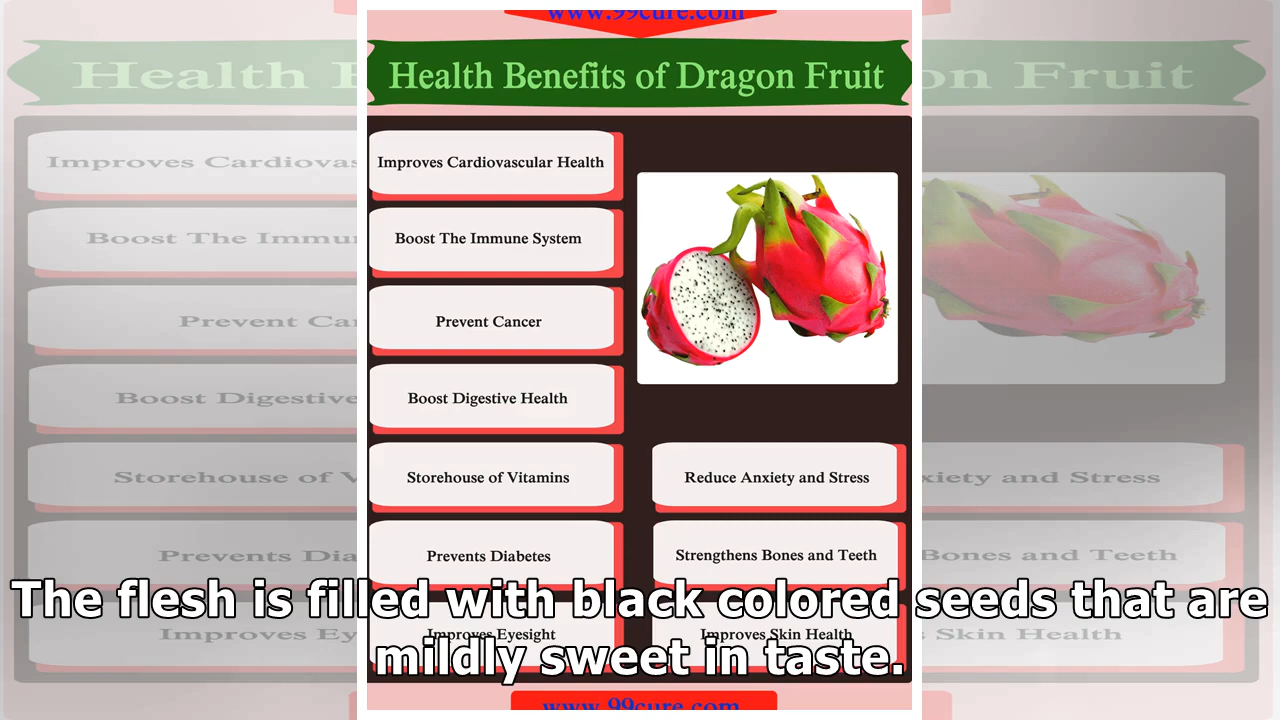 www.99cure.com
Health Benefits of Dragon Fruit
Improves Cardiovascular Health
Boost The Immune System
Prevent Cancer
Boost Digestive Health
Storehouse of Vitamins
Reduce Anxiety and Stress
Prevents Diabetes
Strengthens Bones and Teeth
Improves Eyesight
Improves Skin Health
The flesh is filled with black colored seeds that are
mildly sweet in taste.
www.99cure.com